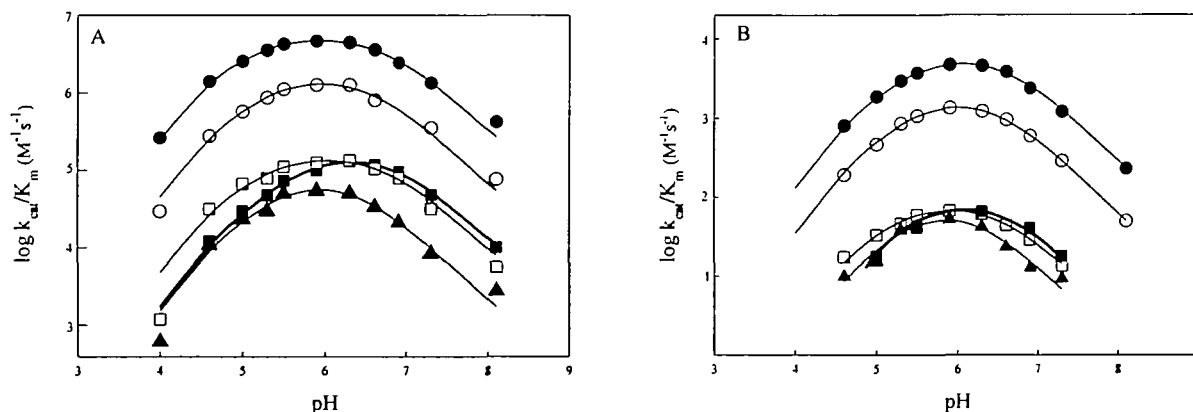 A
7
6
5
4
3
log k_cat/K_m (M⁻¹s⁻¹)
3 4 5 6 7 8 9
pH
B
4
3
2
1
log k_cat/K_m (M⁻¹s⁻¹)
3 4 5 6 7 8
pH